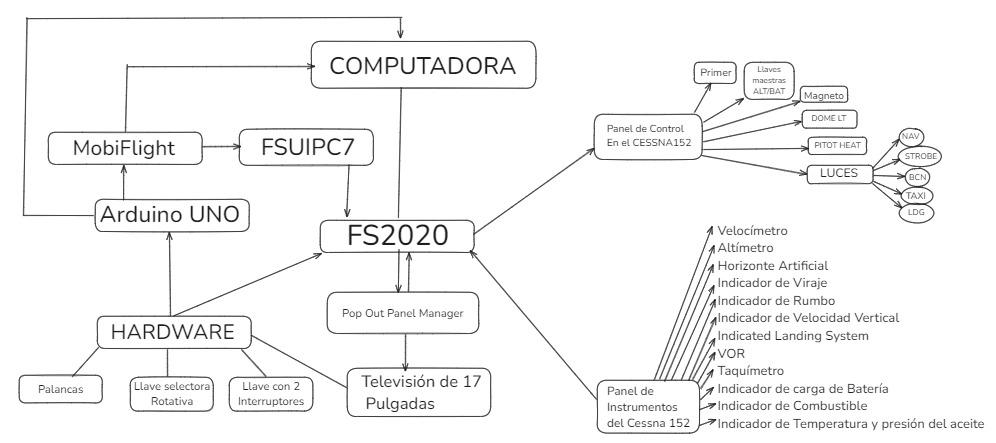 COMPUTADORA
MobiFlight
FSUIPC7
Arduino UNO
FS2020
Pop Out Panel Manager
HARDWARE
Palancas
Llave selectora
Rotativa
Llave con 2
Interruptores
Televisión de 17
Pulgadas
Panel de Control
En el CESSNA152
Primer
Llaves
maestras
ALT/BAT
Magneto
DOME LT
PITOT HEAT
LUCES
NAV
STROBE
BCN
TAXI
LDG
Panel de
Instrumentos
del Cessna 152
Velocímetro
Altímetro
Horizonte Artificial
Indicador de Viraje
Indicador de Rumbo
Indicador de Velocidad Vertical
Indicated Landing System
VOR
Taquímetro
Indicador de carga de Batería
Indicador de Combustible
Indicador de Temperatura y presión del aceite